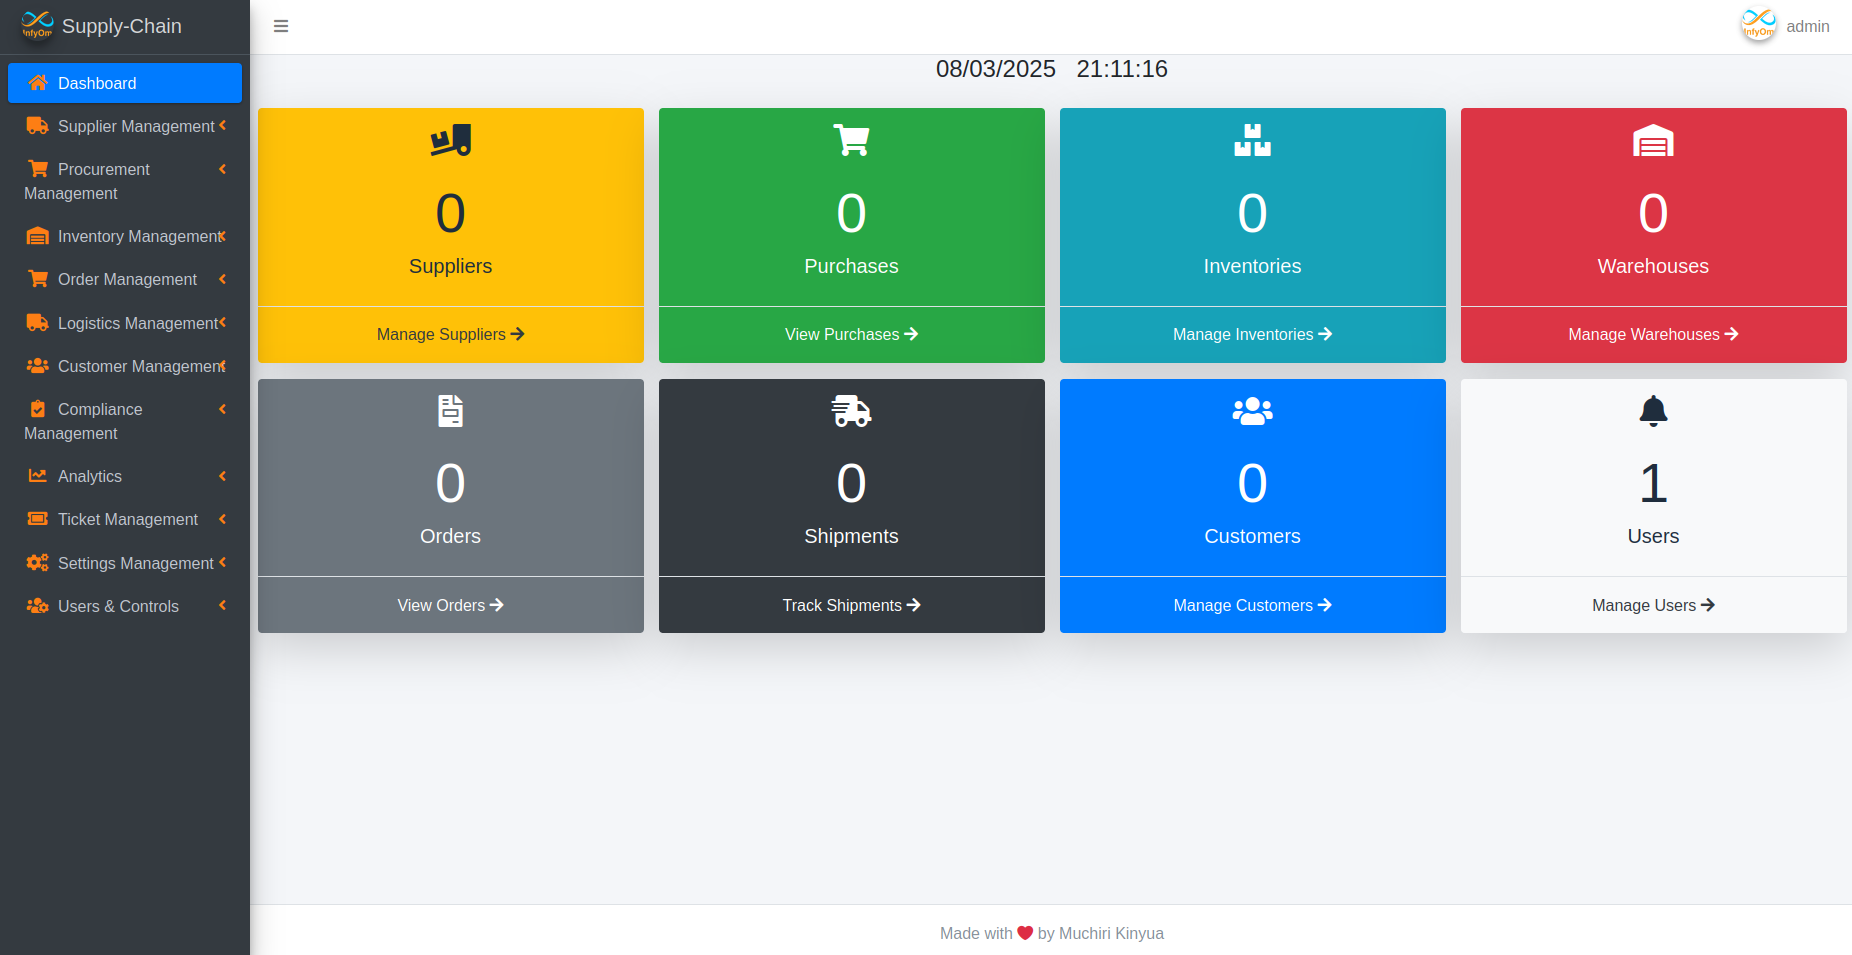 InfyOm Supply-Chain
InfyOm admin
Dashboard
Supplier Management
Procurement
Management
Inventory Management
Order Management
Logistics Management
Customer Management
Compliance
Management
Analytics
Ticket Management
Settings Management
Users & Controls
08/03/2025 21:11:16
0
Suppliers
Manage Suppliers
0
Purchases
View Purchases
0
Inventories
Manage Inventories
0
Warehouses
Manage Warehouses
0
Orders
View Orders
0
Shipments
Track Shipments
0
Customers
Manage Customers
1
Users
Manage Users
Made with by Muchiri Kinyua